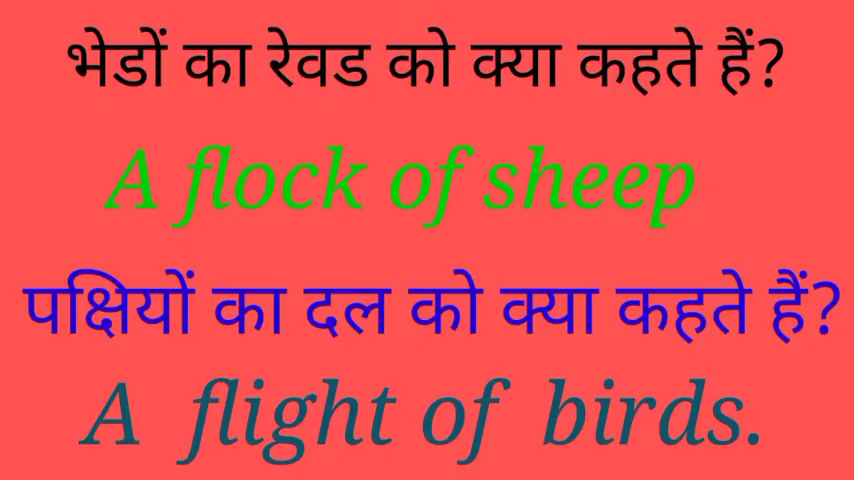 भेडों का रेवड को क्या कहते हैं?
A flock of sheep
पक्षियों का दल को क्या कहते हैं?
A flight of birds.